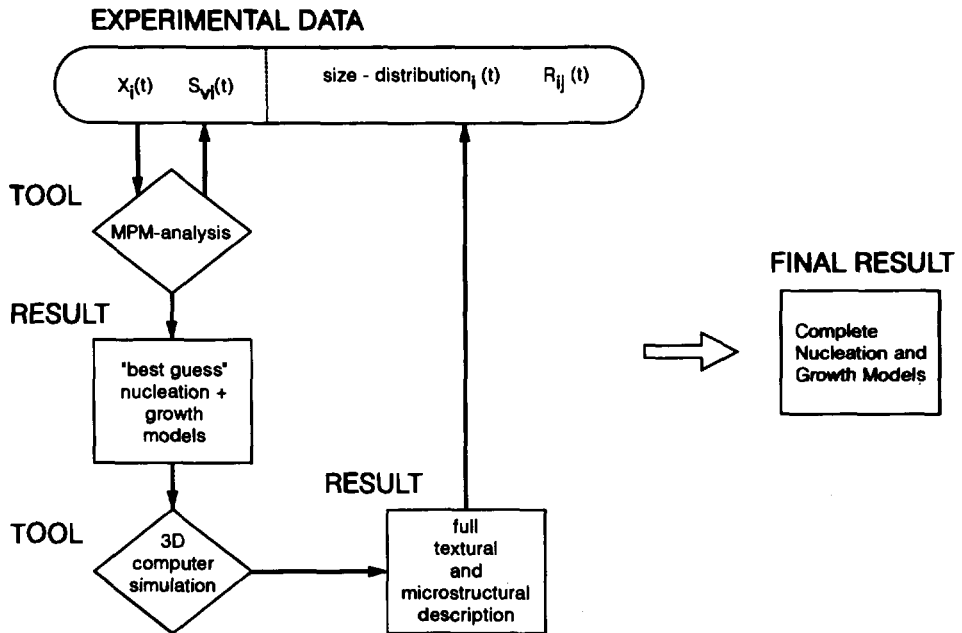 EXPERIMENTAL DATA
Xi(t) Svi(t) size - distributioni (t) Rij (t)
TOOL
MPM-analysis
RESULT
"best guess"
nucleation +
growth
models
TOOL
3D
computer
simulation
RESULT
full
textural
and
microstructural
description
FINAL RESULT
Complete
Nucleation and
Growth Models